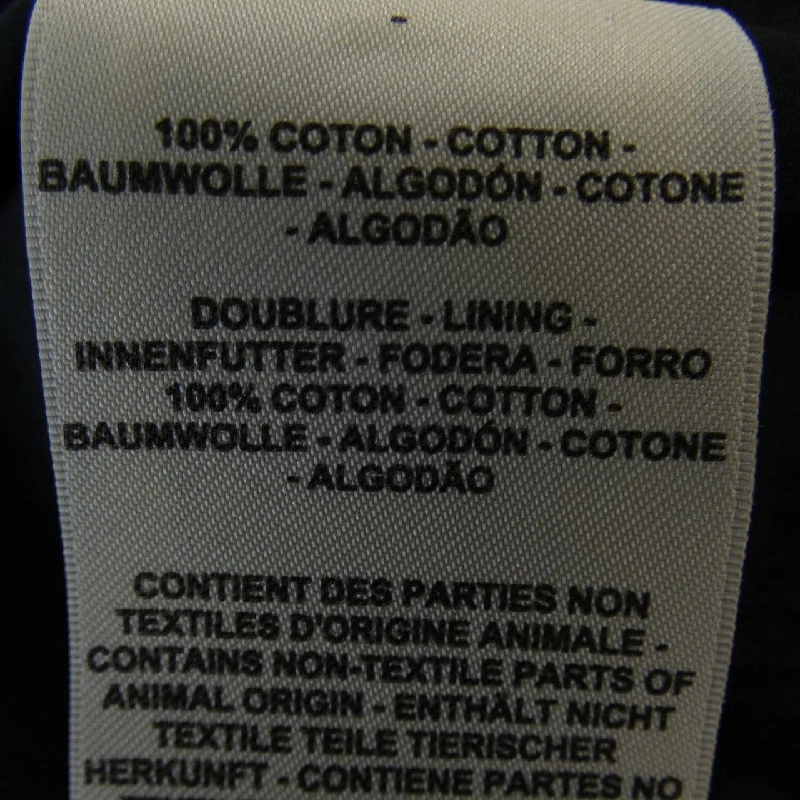 -
100% COTON - COTTON -
BAUMWOLLE - ALGODÓN - COTONE
- ALGODÃO
DOUBLURE - LINING -
INNENFUTTER - FODERA - FORRO
100% COTON - COTTON -
BAUMWOLLE - ALGODÓN - COTONE
- ALGODÃO
CONTIENT DES PARTIES NON
TEXTILES D'ORIGINE ANIMALE -
CONTAINS NON-TEXTILE PARTS OF
ANIMAL ORIGIN - ENTHÄLT NICHT
TEXTILE TEILE TIERISCHER
HERKUNFT - CONTIENE PARTES NO